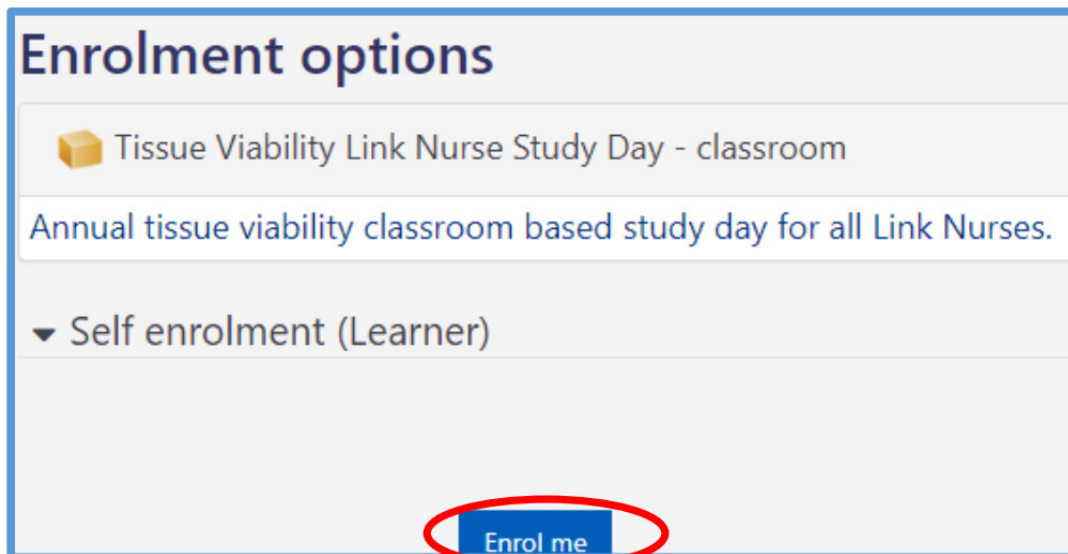 Enrolment options
Tissue Viability Link Nurse Study Day - classroom
Annual tissue viability classroom based study day for all Link Nurses.
Self enrolment (Learner)
Enrol me